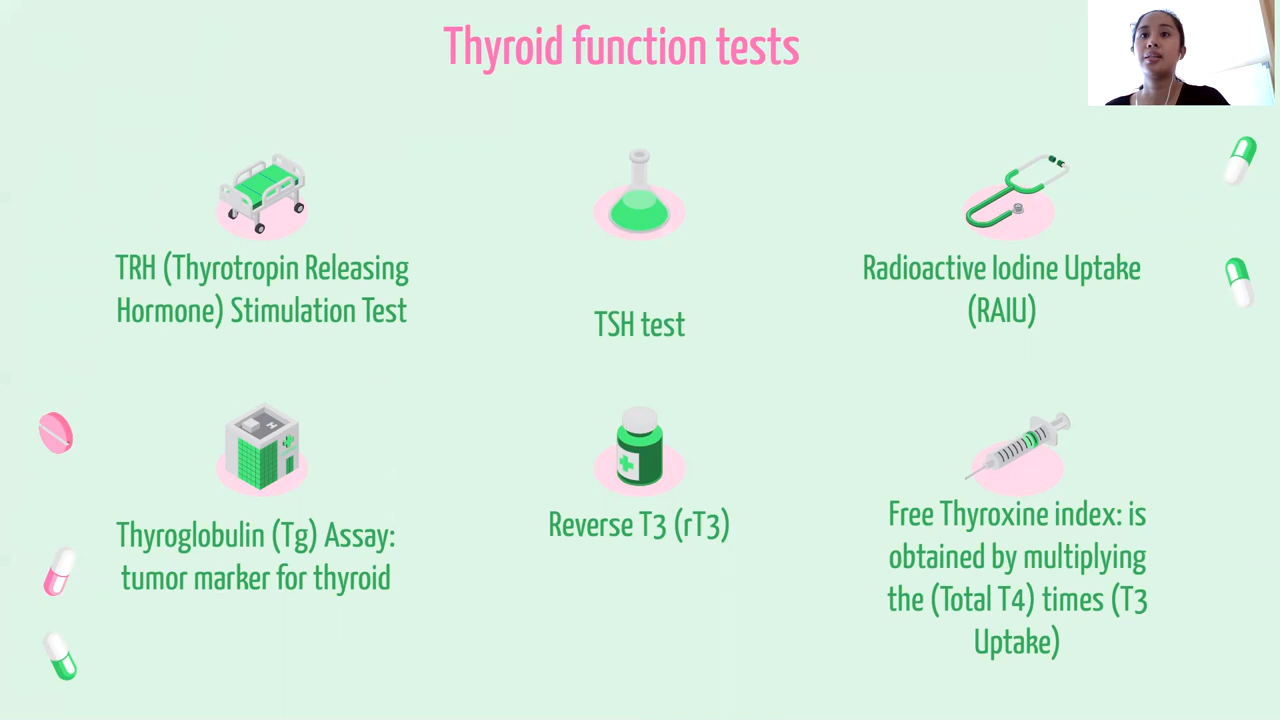 Thyroid function tests
TRH (Thyrotropin Releasing
Hormone) Stimulation Test
TSH test
Radioactive Iodine Uptake
(RAIU)
Thyroglobulin (Tg) Assay:
tumor marker for thyroid
Reverse T3 (rT3)
Free Thyroxine index: is
obtained by multiplying
the (Total T4) times (T3
Uptake)